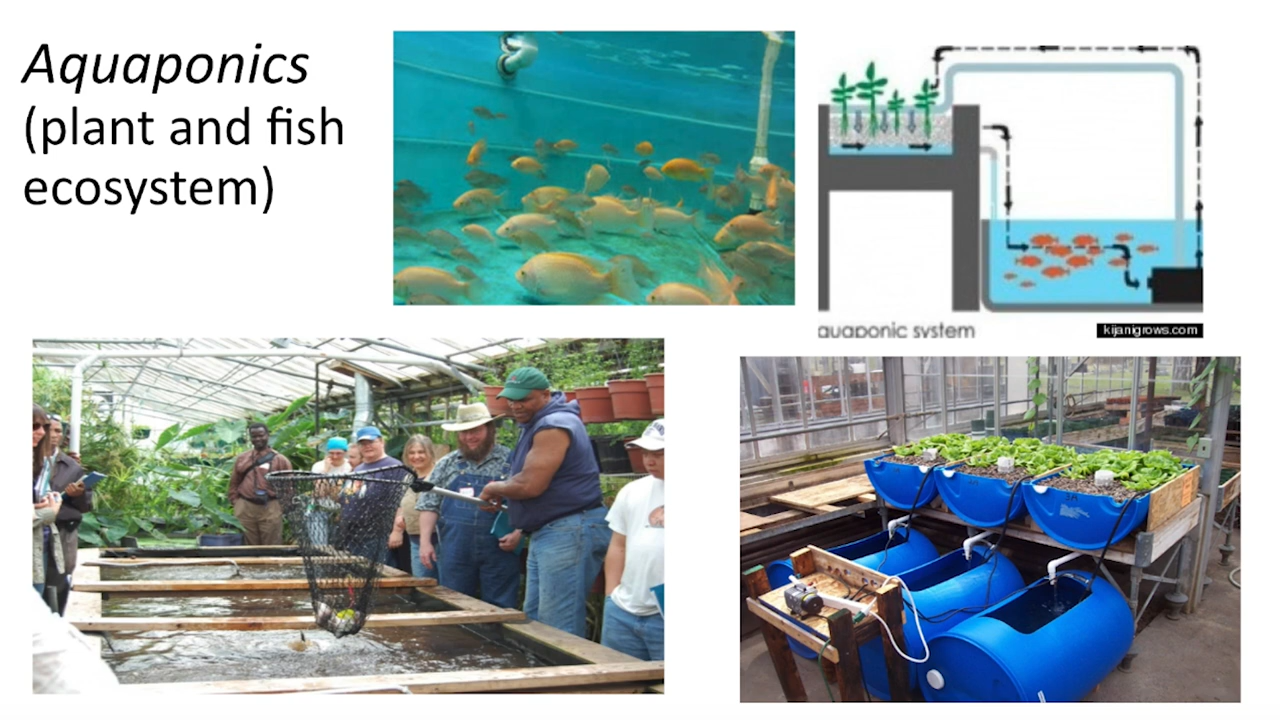 Aquaponics
(plant and fish
ecosystem)
aquaponic system
kijanigrows.com